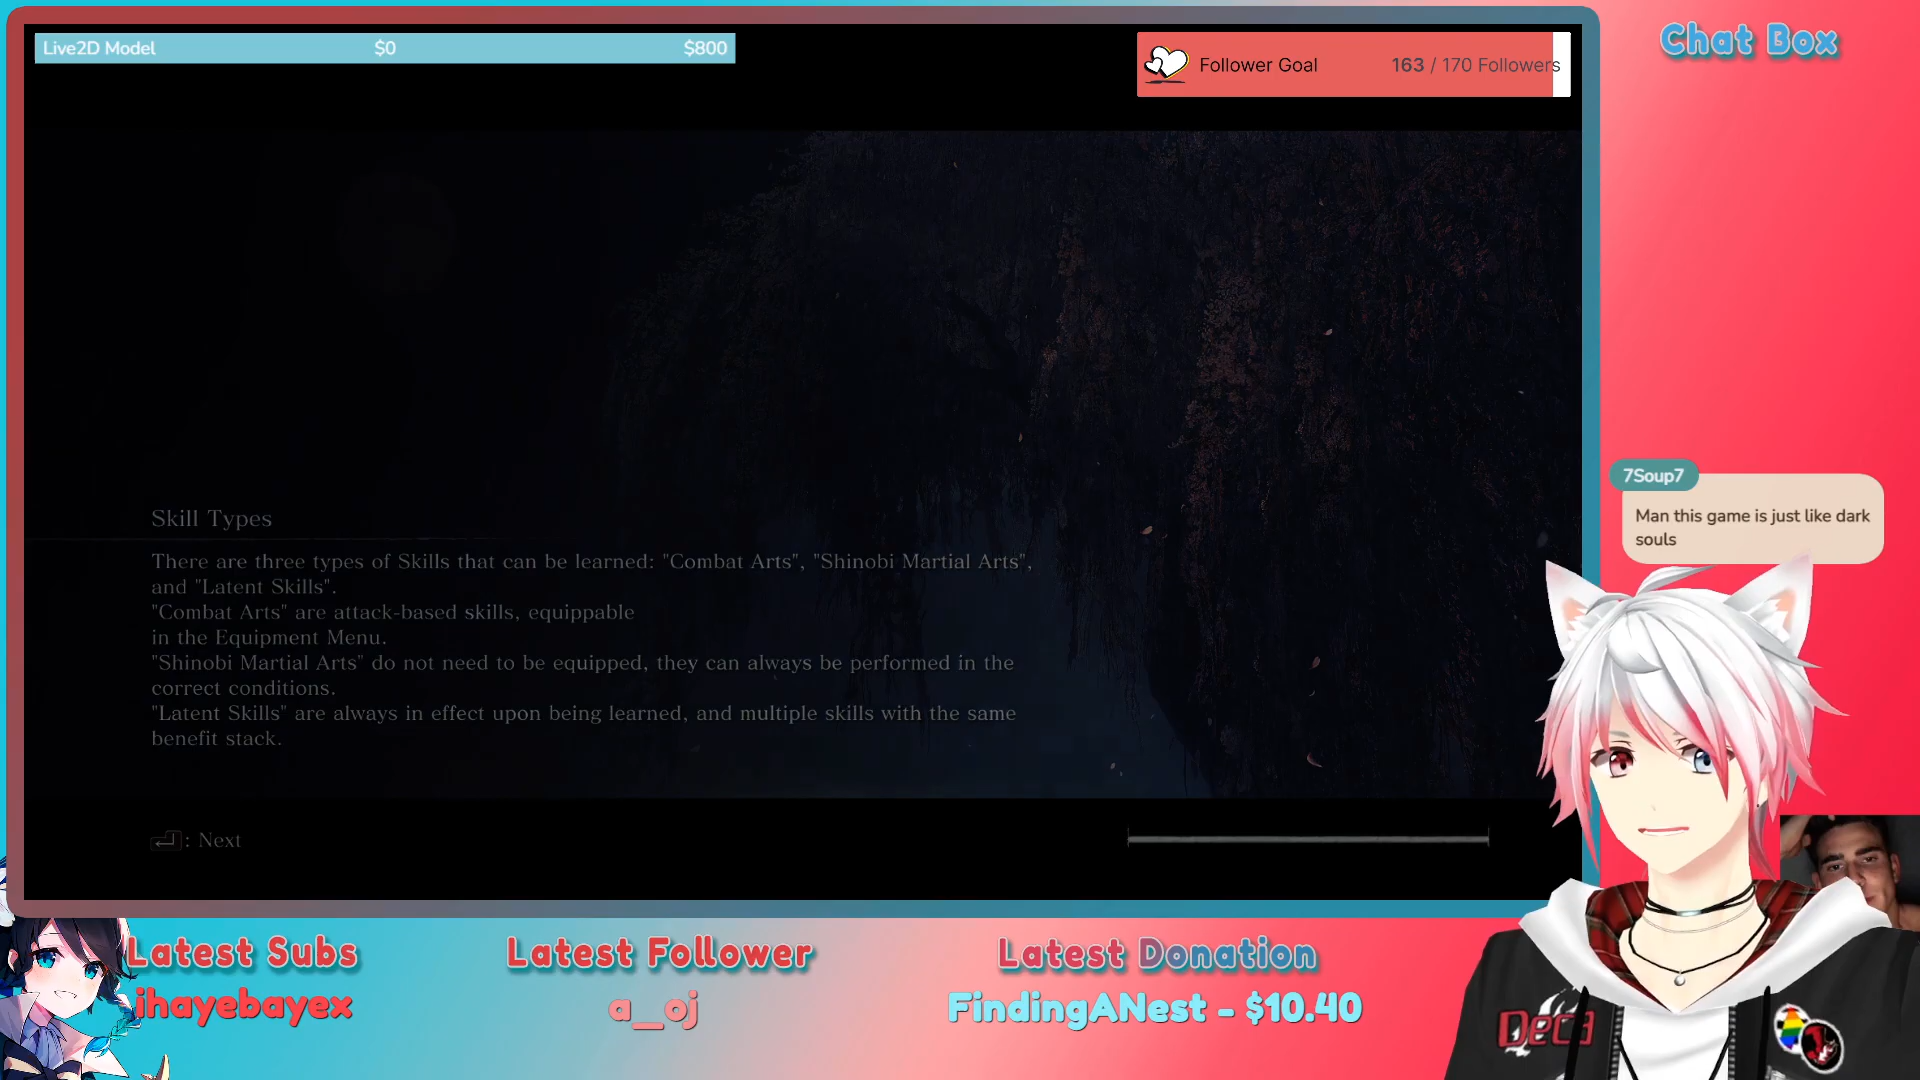 Live2D Model $0 $800
Follower Goal 163 / 170 Followers
Chat Box
7Soup7
Man this game is just like dark
souls
Skill Types
There are three types of Skills that can be learned: "Combat Arts", "Shinobi Martial Arts",
and "Latent Skills".
"Combat Arts" are attack-based skills, equippable
in the Equipment Menu.
"Shinobi Martial Arts" do not need to be equipped, they can always be performed in the
correct conditions.
"Latent Skills" are always in effect upon being learned, and multiple skills with the same
benefit stack.
: Next
Latest Subs
ihayebayex
Latest Follower
a__oj
Latest Donation
FindingANest - $10.40